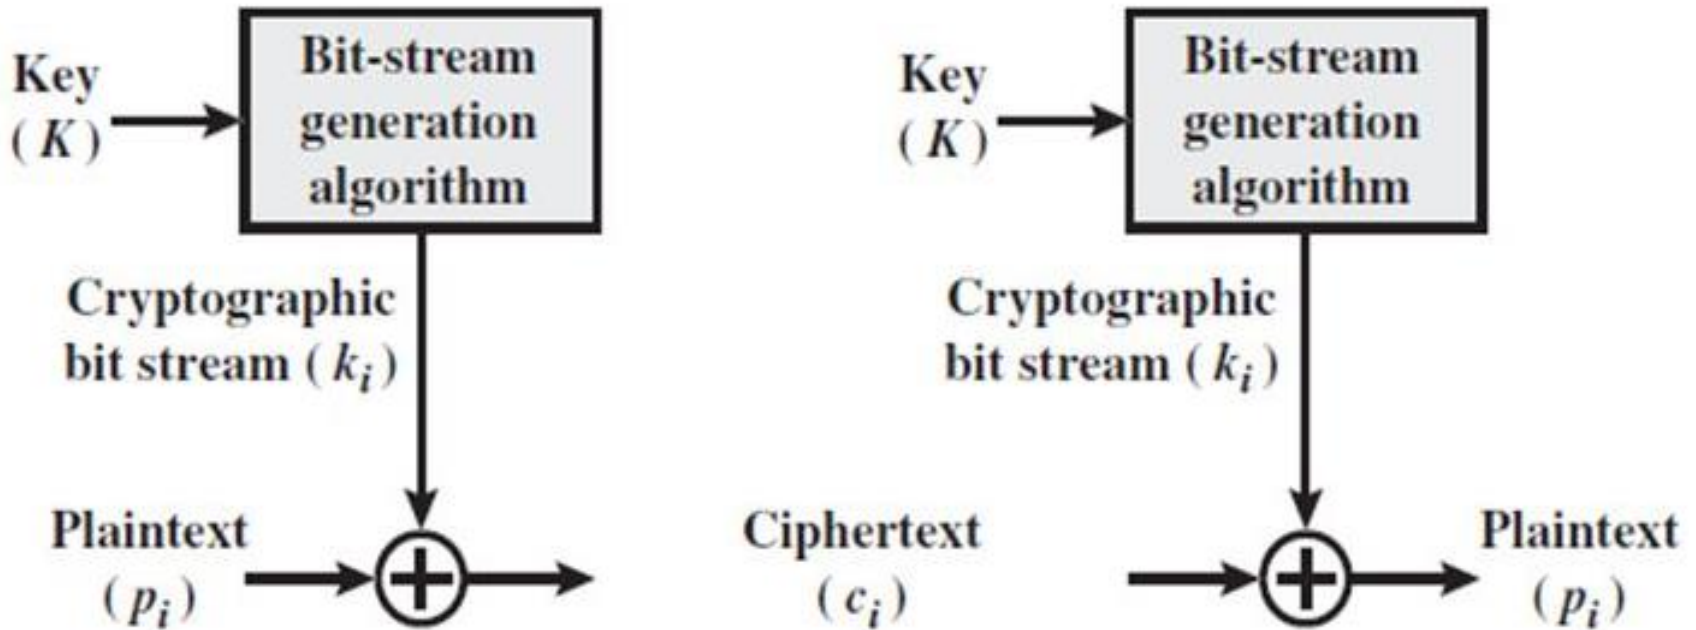 Key
(K)
Bit-stream
generation
algorithm
Cryptographic
bit stream (kᵢ)
Plaintext
(pᵢ)
Key
(K)
Bit-stream
generation
algorithm
Cryptographic
bit stream (kᵢ)
Ciphertext
(cᵢ)
Plaintext
(pᵢ)